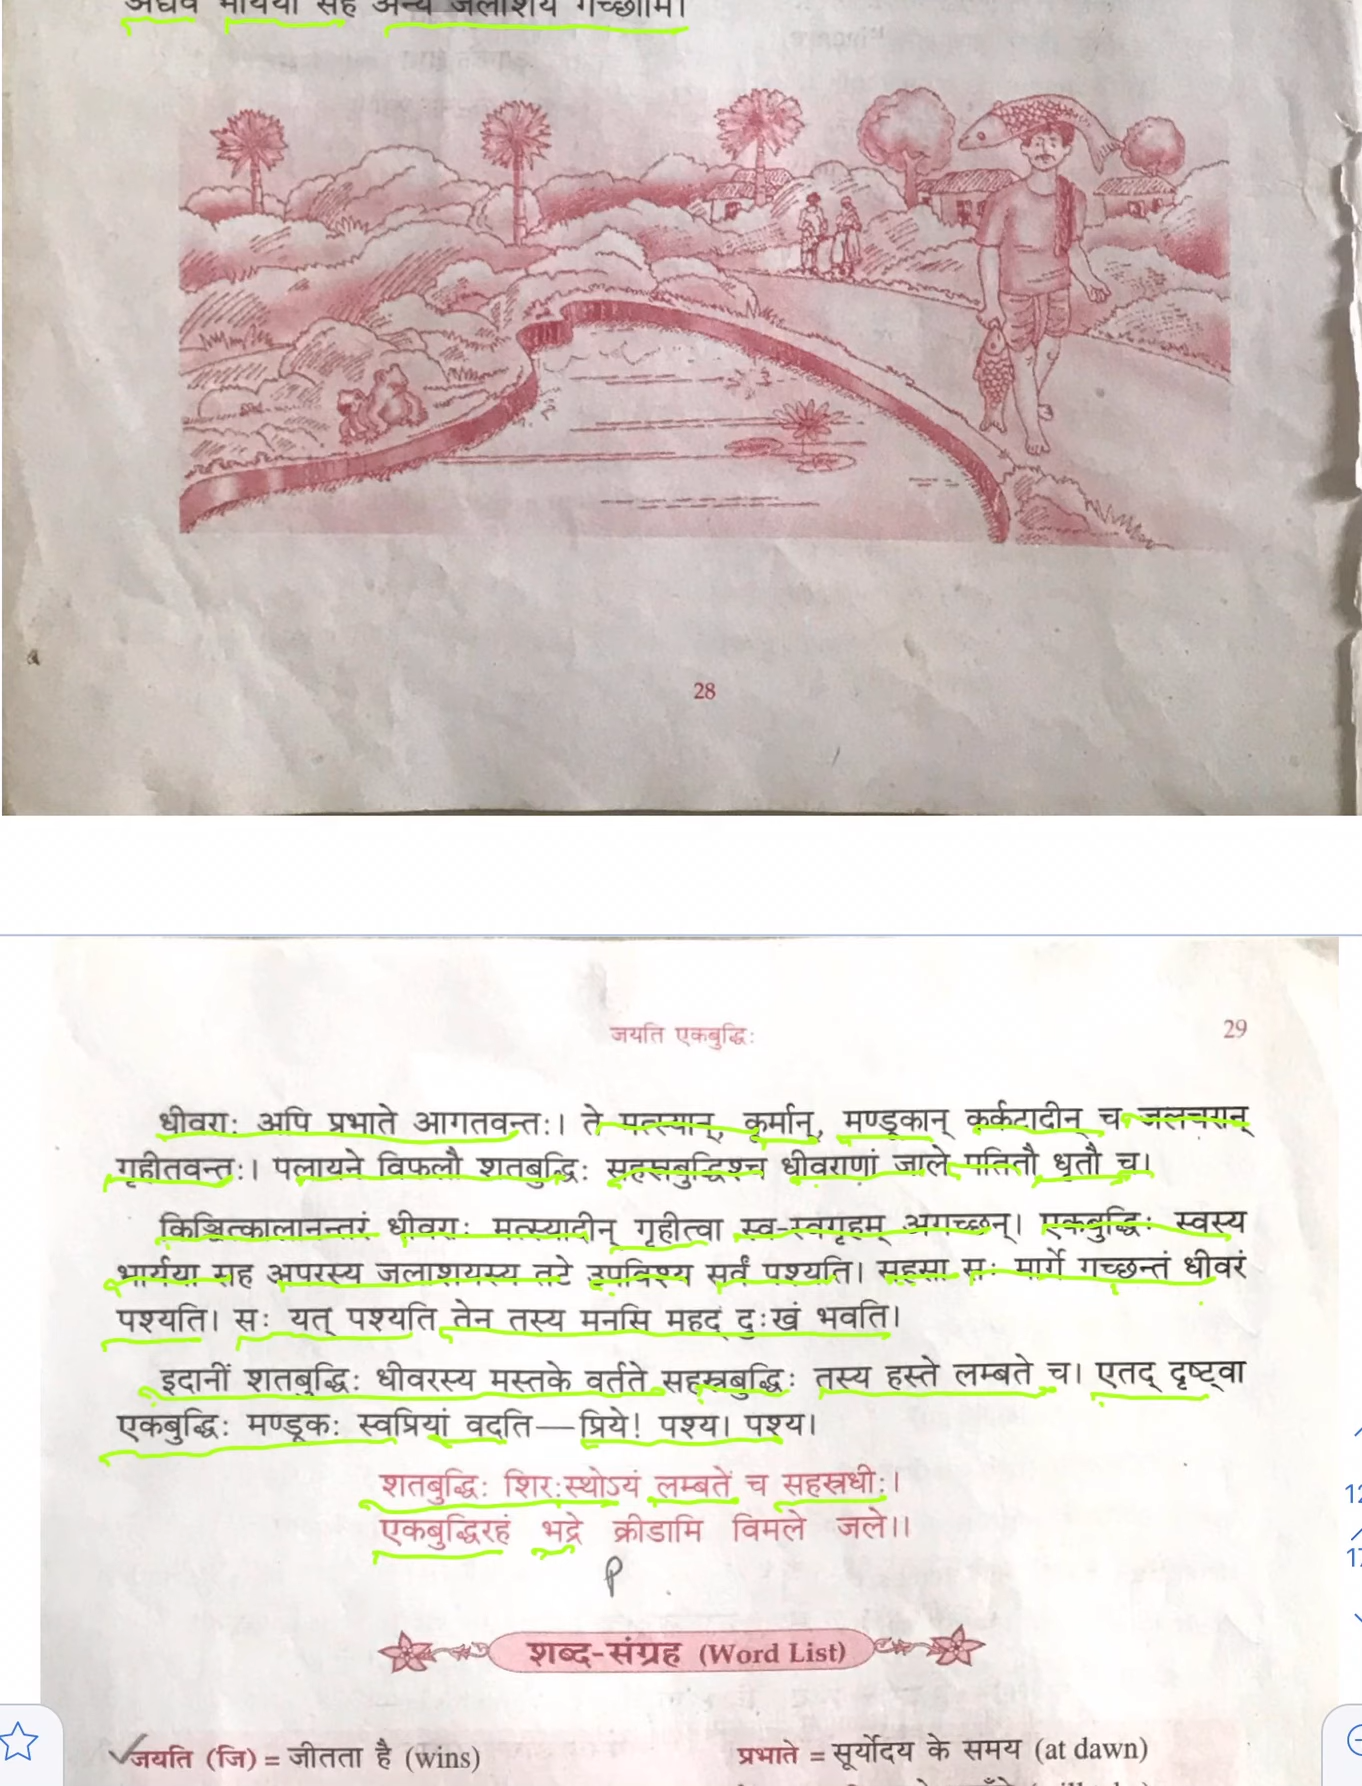 अद्यैव भार्यया सह अन्यं जलाशयं गच्छामि।
28
जयति एकबुद्धिः
29
धीवराः अपि प्रभाते आगतवन्तः। ते मत्स्यान्, कूर्मान्, मण्डूकान् कर्कटादीन् च जलचरान्
गृहीतवन्तः। पलायने विफलौ शतबुद्धिः सहस्रबुद्धिश्च धीवराणां जाले पतितौ धृतौ च।
किञ्चित्कालानन्तरं धीवराः मत्स्यादीन् गृहीत्वा स्व-स्वगृहम् अगच्छन्। एकबुद्धिः स्वस्य
भार्यया सह अपरस्य जलाशयस्य तटे उपविश्य सर्वं पश्यति। सहसा सः मार्गे गच्छन्तं धीवरं
पश्यति। सः यत् पश्यति तेन तस्य मनसि महद् दुःखं भवति।
इदानीं शतबुद्धिः धीवरस्य मस्तके वर्तते सहस्रबुद्धिः तस्य हस्ते लम्बते च। एतद् दृष्ट्वा
एकबुद्धिः मण्डूकः स्वप्रियां वदति—प्रिये! पश्य। पश्य।
शतबुद्धिः शिरःस्थोऽयं लम्बते च सहस्रधीः।
एकबुद्धिरहं भद्रे क्रीडामि विमले जले।।
P
शब्द-संग्रह (Word List)
जयति (जि) = जीतता है (wins)
प्रभाते = सूर्योदय के समय (at dawn)